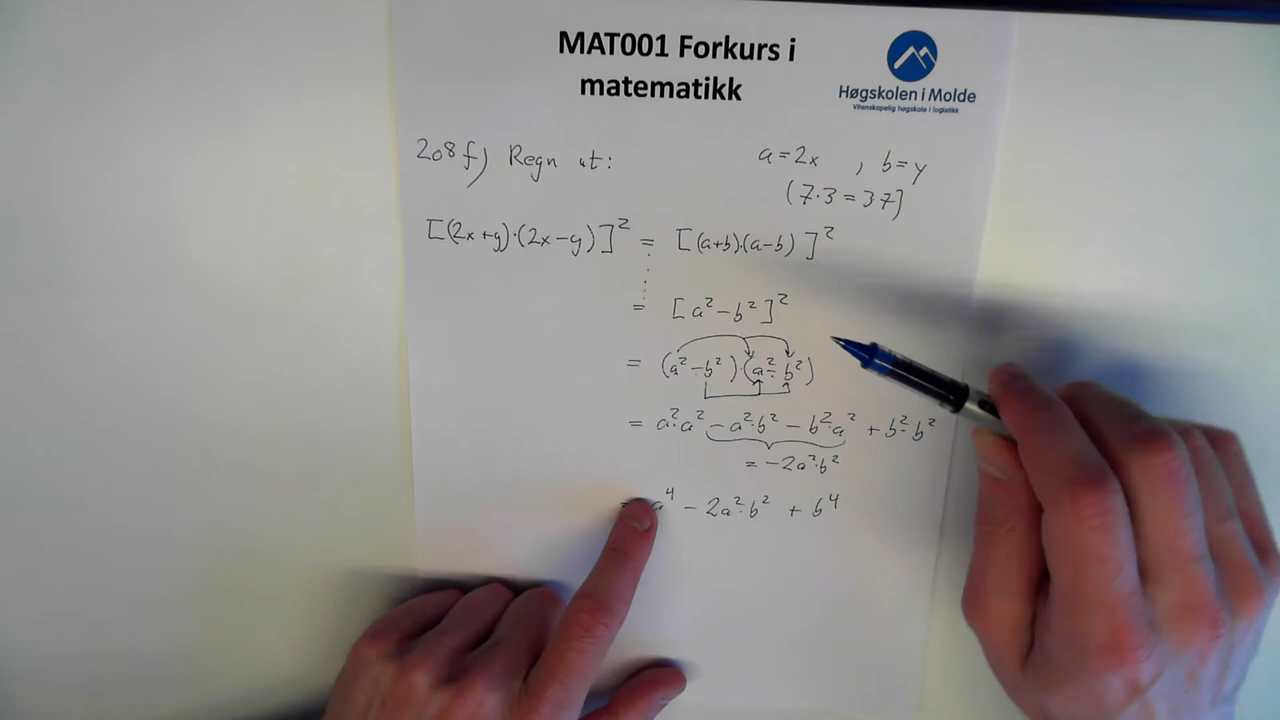 MAT001 Forkurs i
matematikk
Høgskolen i Molde
Vitenskapelig høgskole i logistikk
208 f) Regn ut:
a=2x , b=y
(7·3=37)
[(2x+y)·(2x-y)]² = [(a+b)·(a-b)]²
= [a²-b²]²
= (a²-b²)·(a²-b²)
= a²·a² - a²·b² - b²·a² + b²·b²
= -2a²·b²
= a⁴ - 2a²·b² + b⁴